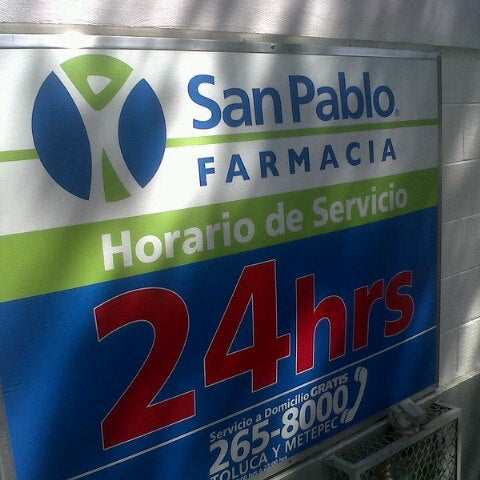 San Pablo®
FARMACIA
Horario de Servicio
24hrs
Servicio a Domicilio GRATIS
265-8000
TOLUCA Y METEPEC